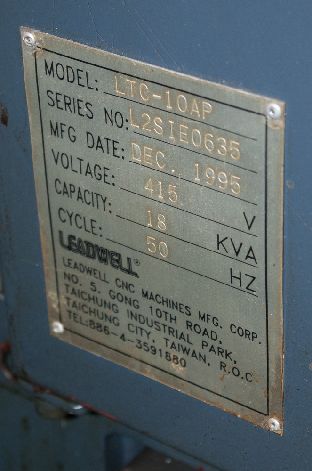 MODEL: LTC-10AP
SERIES NO: L2SIE0635
MFG DATE: DEC., 1995
VOLTAGE: 415 V
CAPACITY: 18 KVA
CYCLE: 50 HZ
LEADWELL®
LEADWELL CNC MACHINES MFG. CORP.
NO. 5. GONG 10TH ROAD,
TAICHUNG INDUSTRIAL PARK,
TAICHUNG CITY, TAIWAN, R.O.C
TEL:886-4-3591880